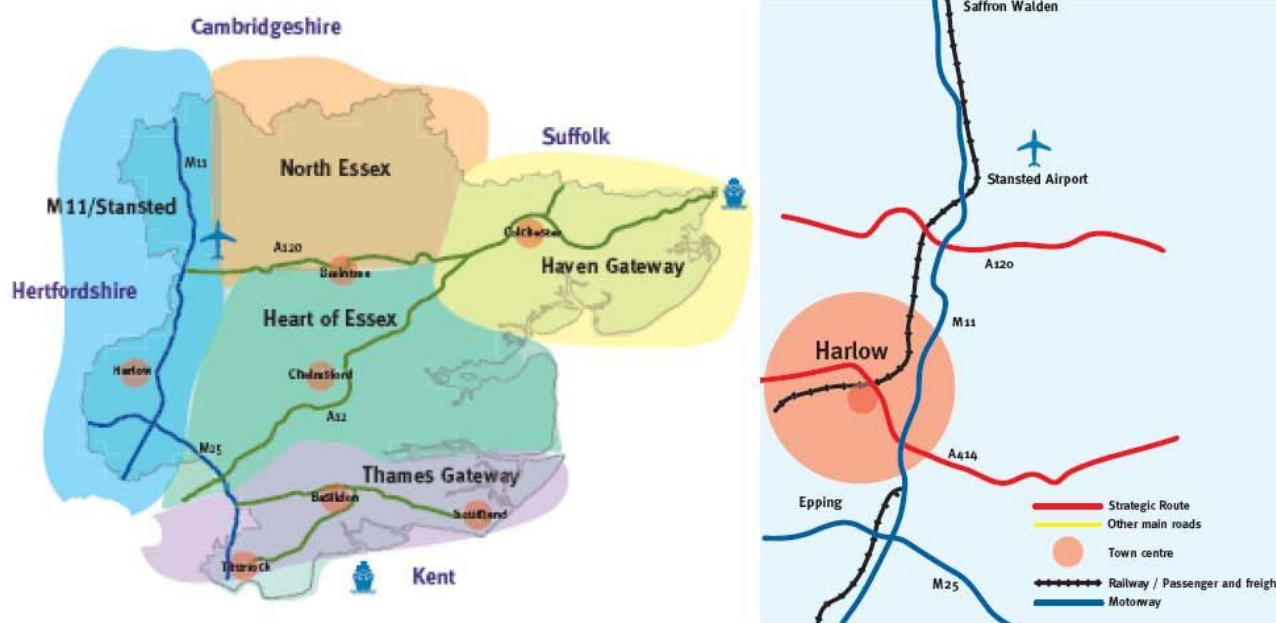 Cambridgeshire
Suffolk
M11
North Essex
M11/Stansted
A120
Colchester
Braintree
Haven Gateway
Hertfordshire
Heart of Essex
Harlow
Chelmsford
A12
M25
Thames Gateway
Basildon
Southend
Thurrock
Kent
Saffron Walden
Stansted Airport
A120
M11
Harlow
A414
Epping
M25
Strategic Route
Other main roads
Town centre
Railway / Passenger and freigh
Motorway